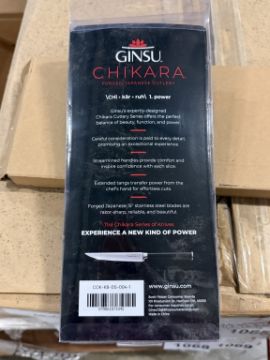 GINSU
CHIKARA
FORGED JAPANESE CUTLERY
\CHI • kâr - ruh\ 1. power
Ginsu's expertly-designed
Chikara Cutlery Series offers the perfect
balance of beauty, function, and power.
Careful consideration is paid to every detail
promising an exceptional experience.
Streamlined handles provide comfort and
inspire confidence with each slice.
Extended tangs transfer power from the
chef's hand for effortless cuts.
Forged Japanese stainless steel blades are
razor-sharp, reliable, and beautiful.
The Chikara Series of Knives
EXPERIENCE A NEW KIND OF POWER
www.ginsu.com
Made in China
1068 1069